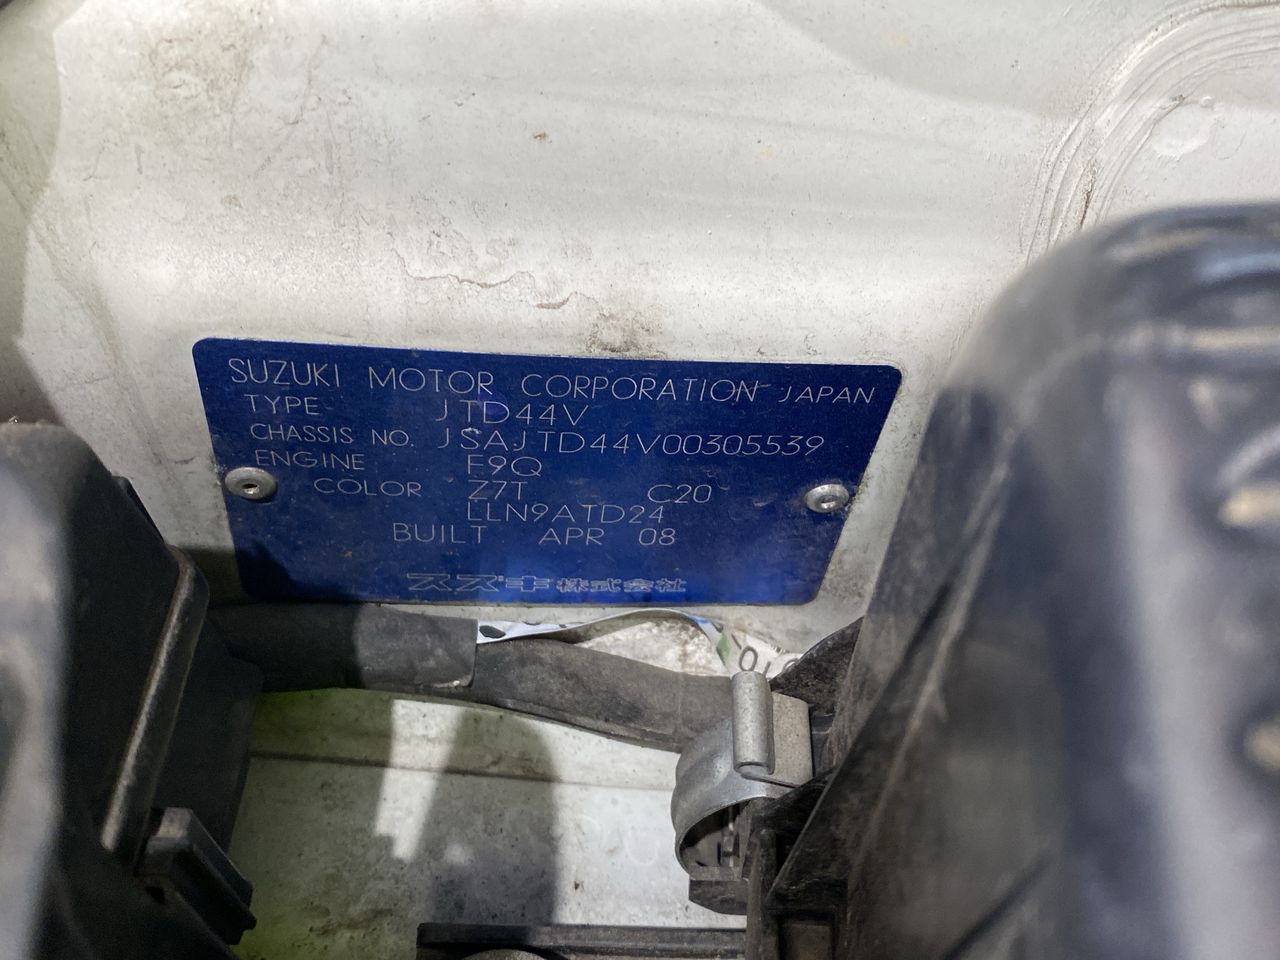 SUZUKI MOTOR CORPORATION JAPAN
TYPE JTD44V
CHASSIS NO. JSAJTD44V00305539
ENGINE F9Q
COLOR Z7T C20
LLN9ATD24
BUILT APR 08
スズキ株式会社